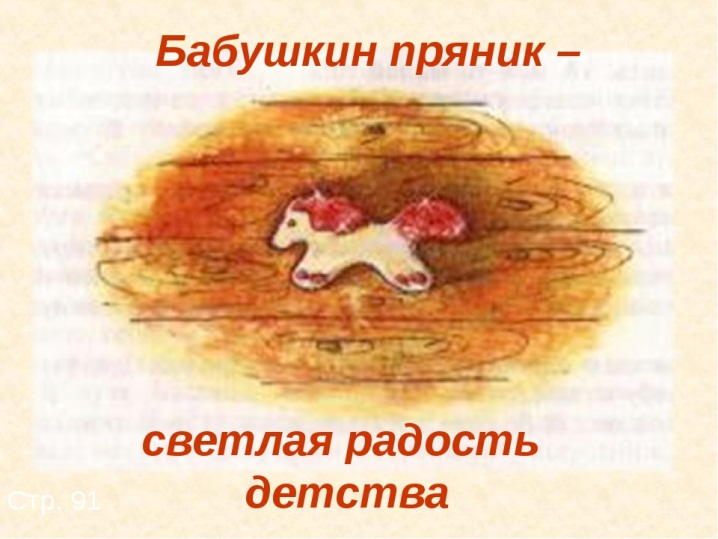 Бабушкин пряник –
светлая радость
детства
Стр. 91